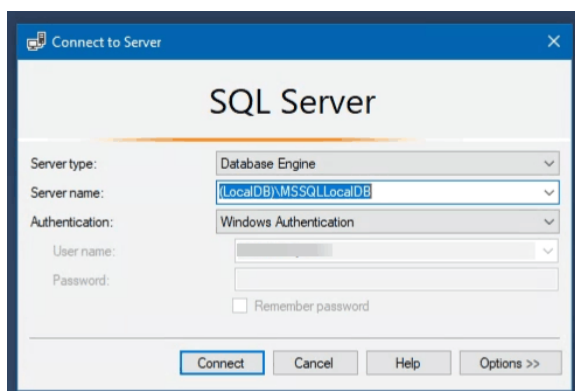 Connect to Server
SQL Server
Server type: Database Engine
Server name: (LocalDB)\MSSQLLocalDB
Authentication: Windows Authentication
User name:
Password:
Remember password
Connect Cancel Help Options >>